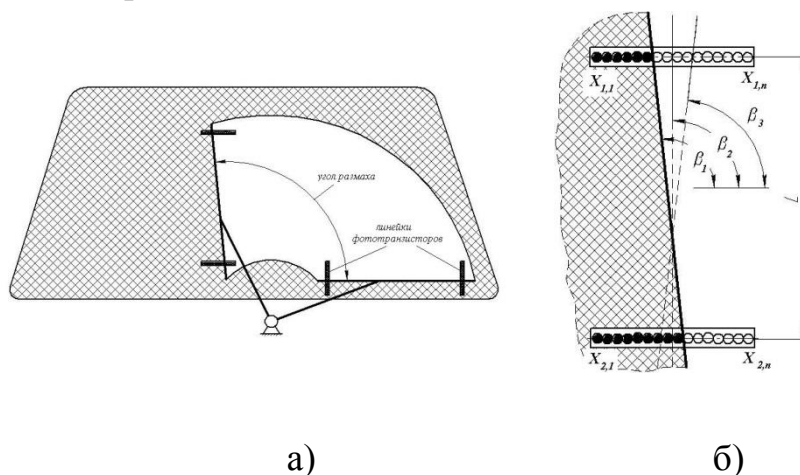 угол размаха
линейки
фототранзисторов
а)
X1,1
X1,n
β3
β2
β1
X2,1
X2,n
б)